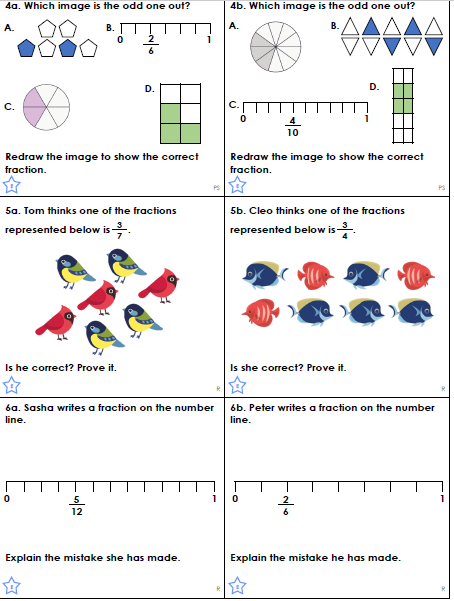 4a. Which image is the odd one out?
A.
B.
0 2/6 1
C.
D.
Redraw the image to show the correct
fraction.
PS
4b. Which image is the odd one out?
A.
B.
C.
0 4/10 1
D.
Redraw the image to show the correct
fraction.
PS
5a. Tom thinks one of the fractions
represented below is 3/7.
Is he correct? Prove it.
R
5b. Cleo thinks one of the fractions
represented below is 3/4.
Is she correct? Prove it.
R
6a. Sasha writes a fraction on the number
line.
0 5/12 1
Explain the mistake she has made.
R
6b. Peter writes a fraction on the number
line.
0 2/6 1
Explain the mistake he has made.
R